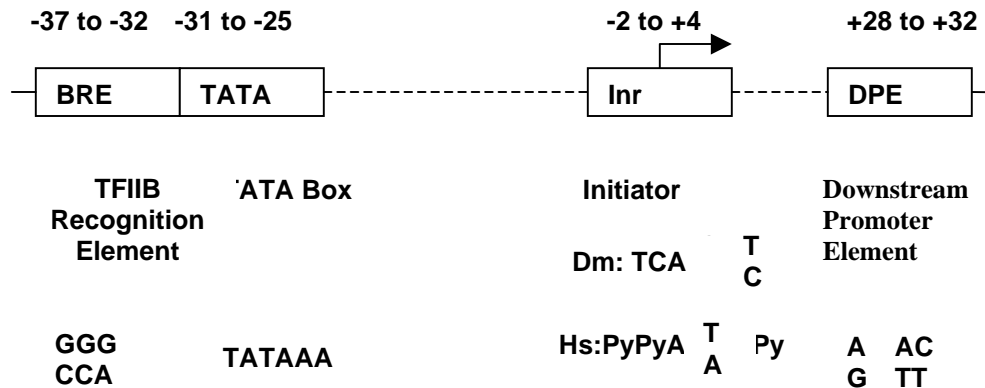 -37 to -32 -31 to -25 -2 to +4 +28 to +32
BRE TATA Inr DPE
TFIIB
Recognition
Element
ATA Box
Initiator
Downstream
Promoter
Element
Dm: TCA T
C
GGG
CCA
TATAAA
Hs:PyPyA T
A Py
A AC
G TT